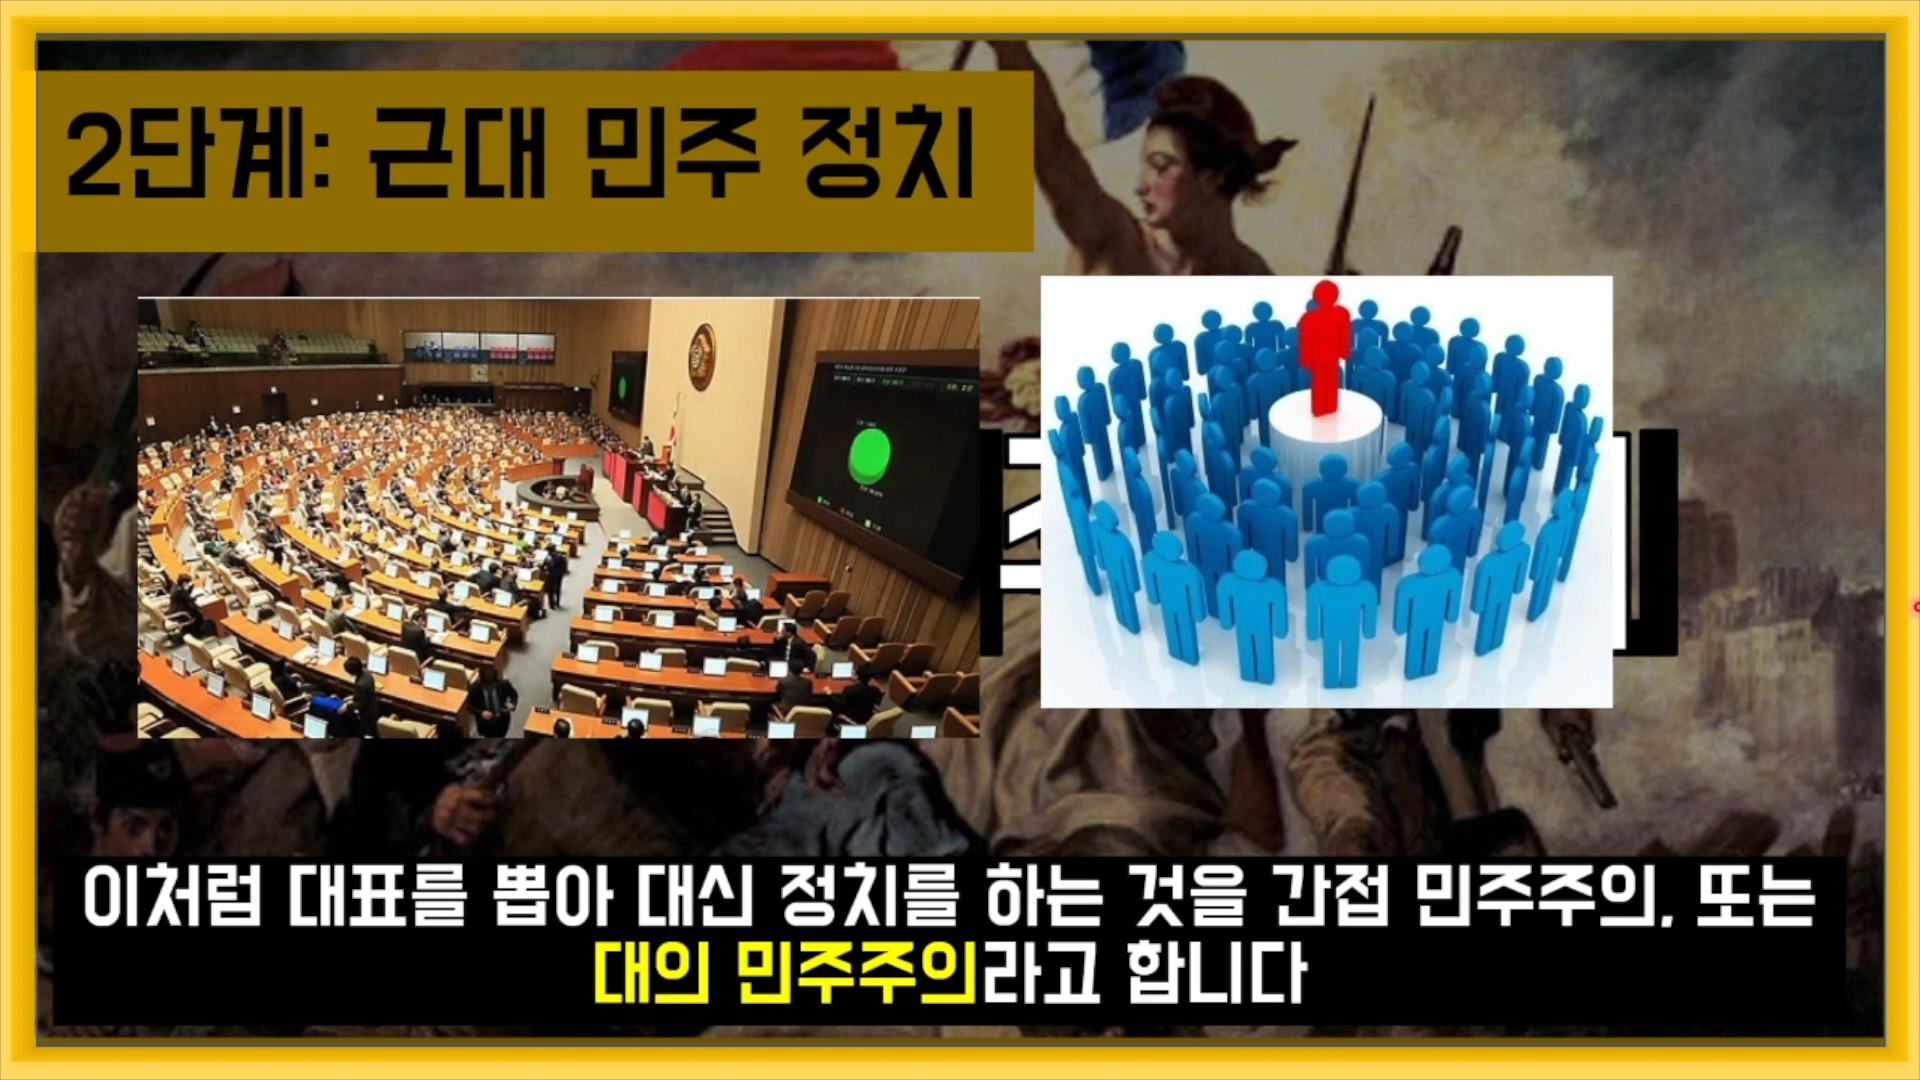 2단계: 근대 민주 정치
이처럼 대표를 뽑아 대신 정치를 하는 것을 간접 민주주의, 또는
대의 민주주의라고 합니다